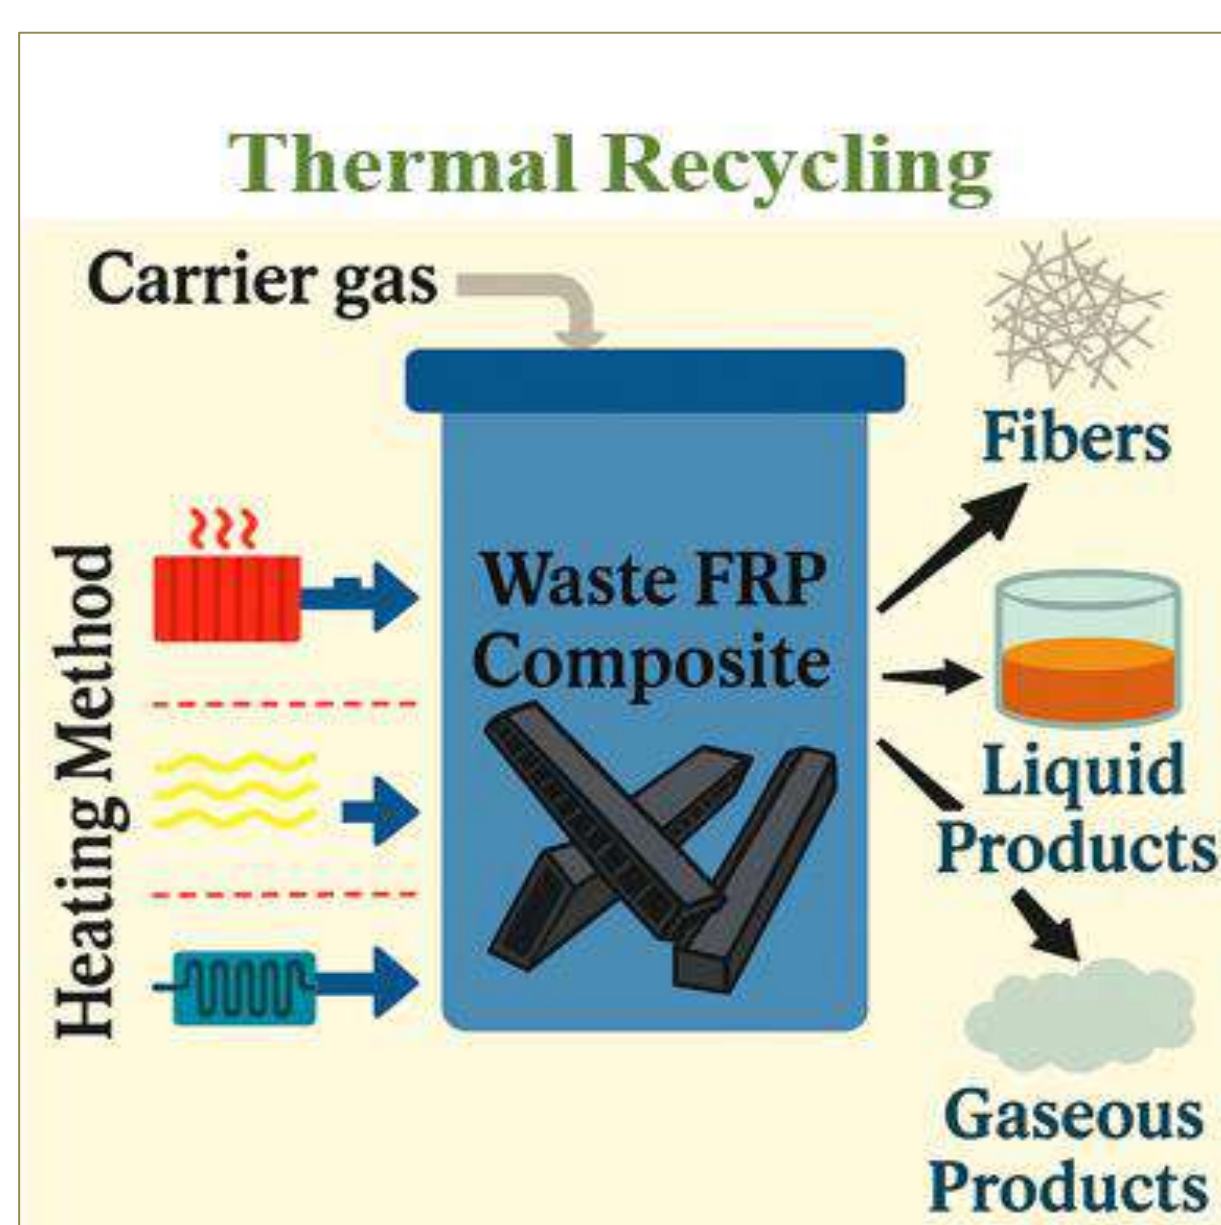 Thermal Recycling
Carrier gas
Heating Method
Waste FRP
Composite
Fibers
Liquid
Products
Gaseous
Products